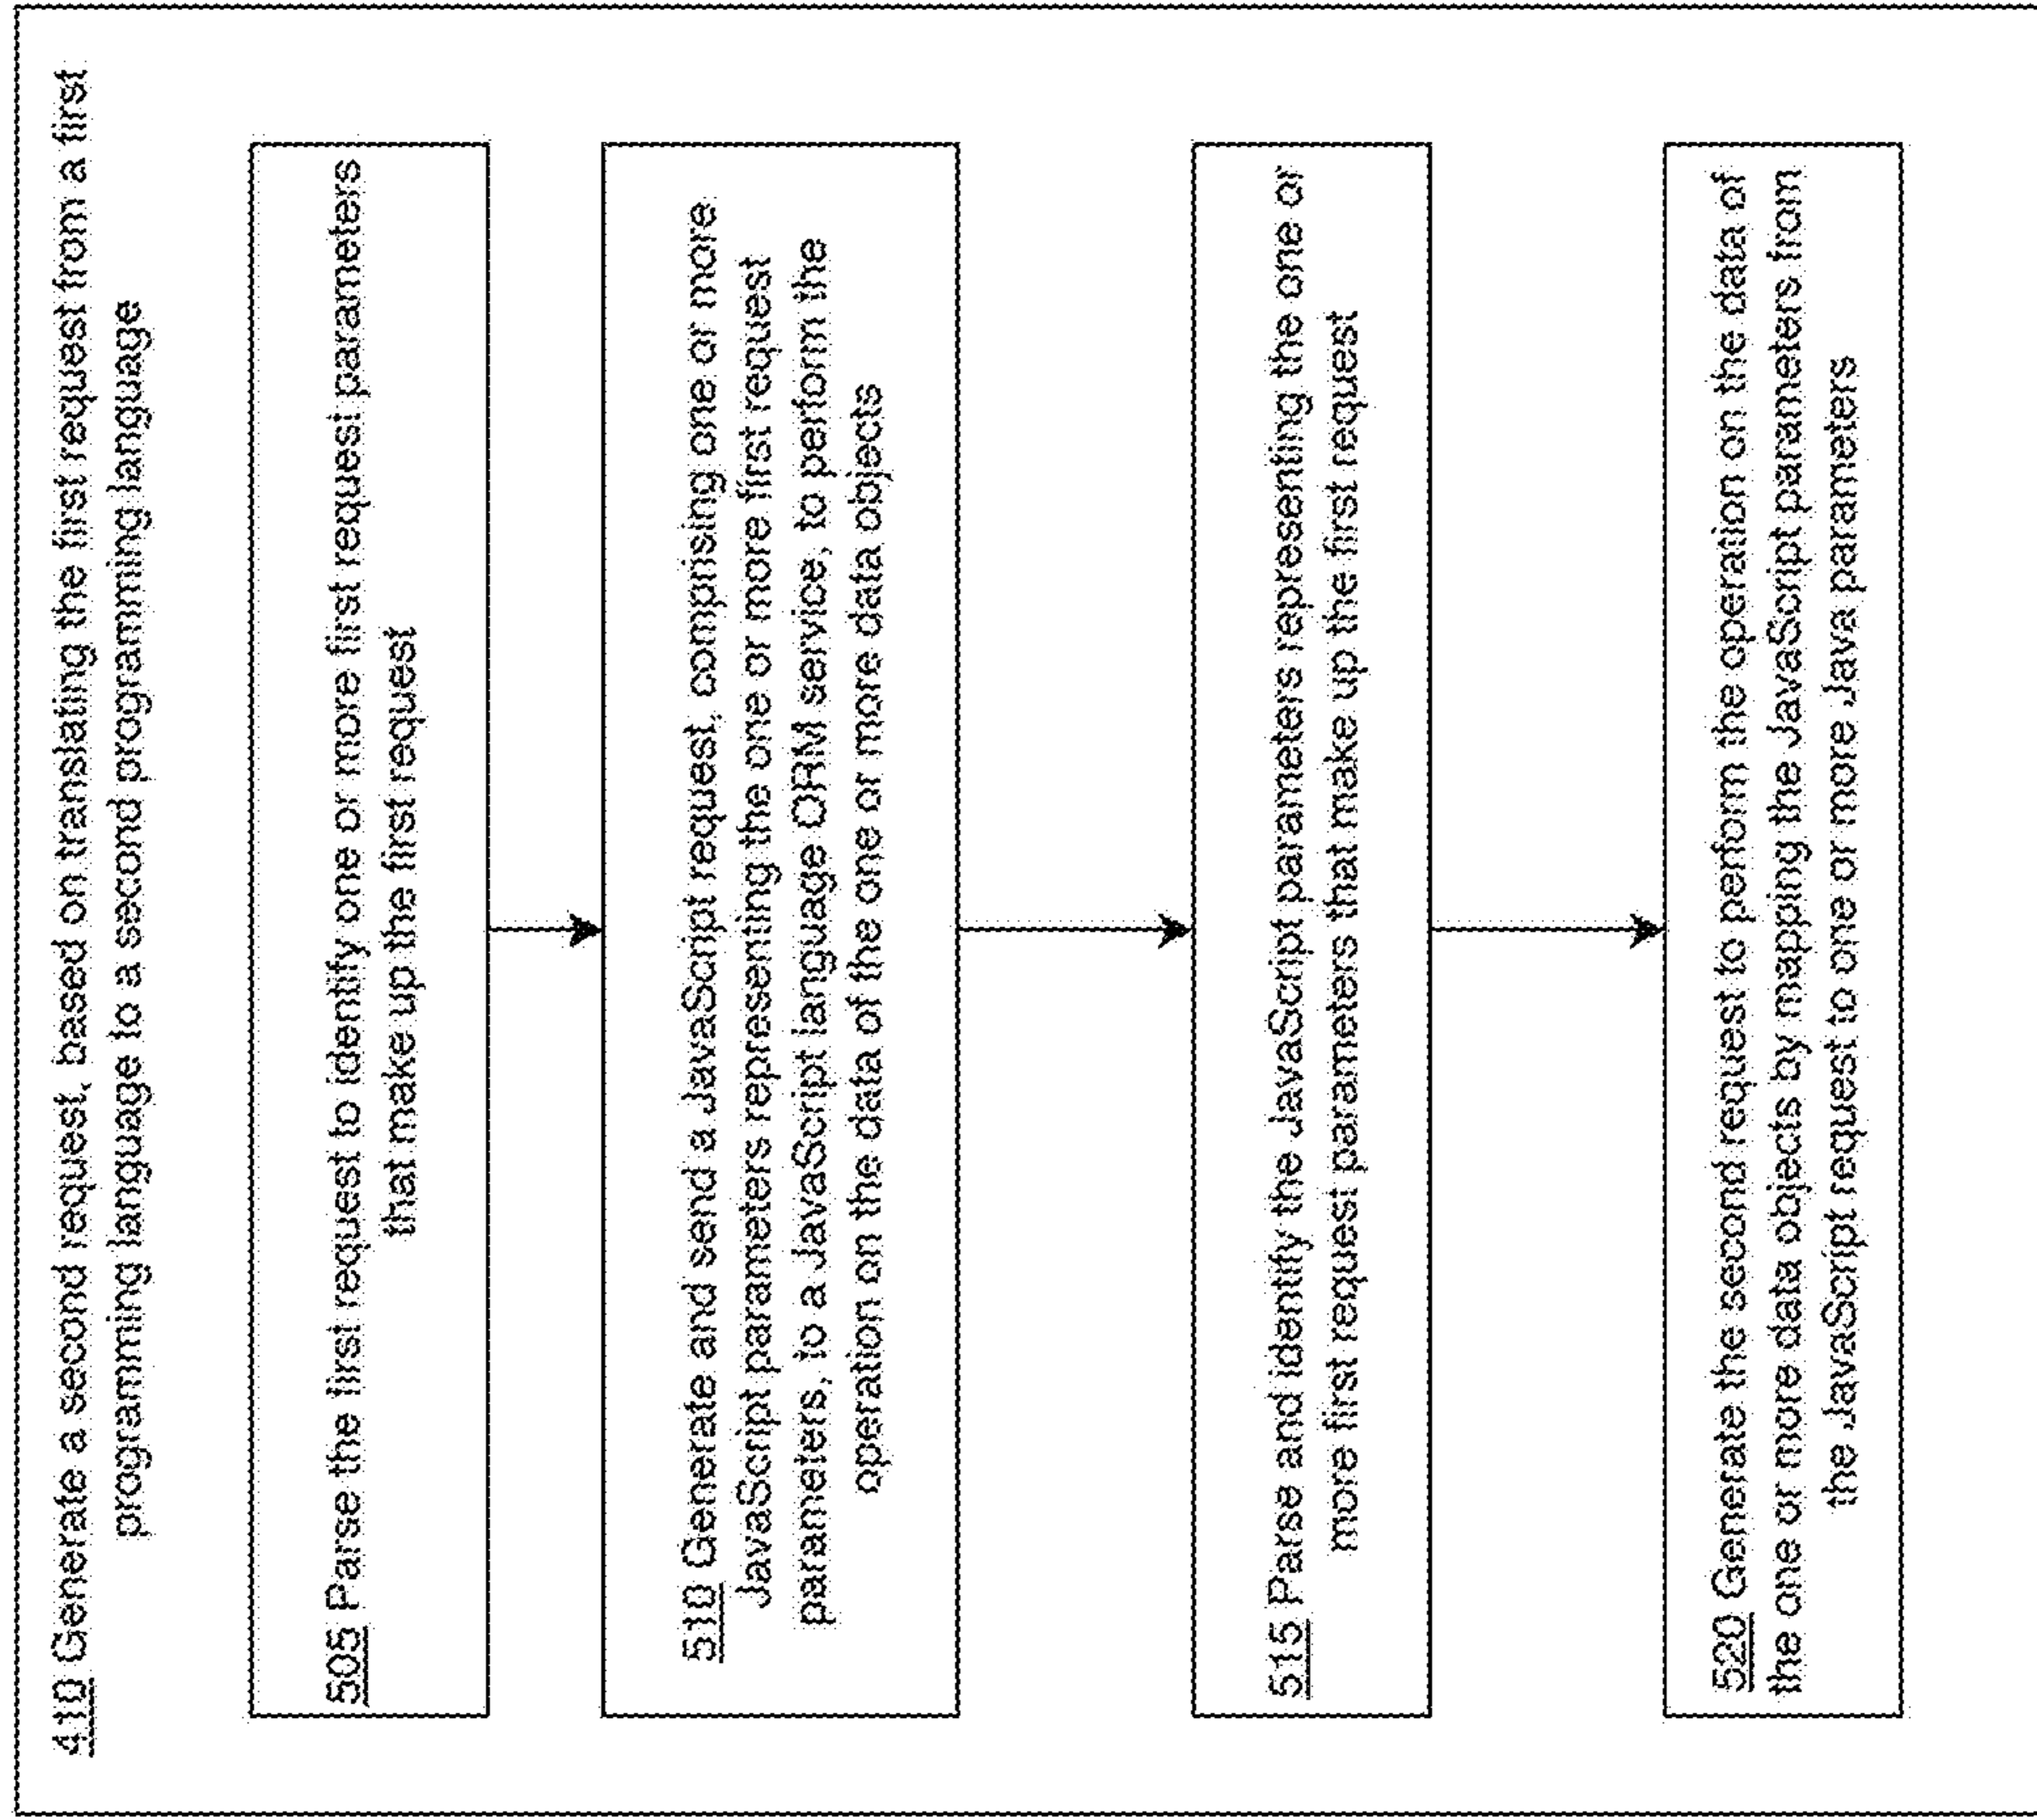 410 Generate a second request, based on translating the first request from a first
programming language to a second programming language
505 Parse the first request to identify one or more first request parameters
that make up the first request
510 Generate and send a JavaScript request, comprising one or more
JavaScript parameters representing the one or more first request
parameters, to a JavaScript language ORM service, to perform the
operation on the data of the one or more data objects
515 Parse and identify the JavaScript parameters representing the one or
more first request parameters that make up the first request
520 Generate the second request to perform the operation on the data of
the one or more data objects by mapping the JavaScript parameters from
the JavaScript request to one or more Java parameters